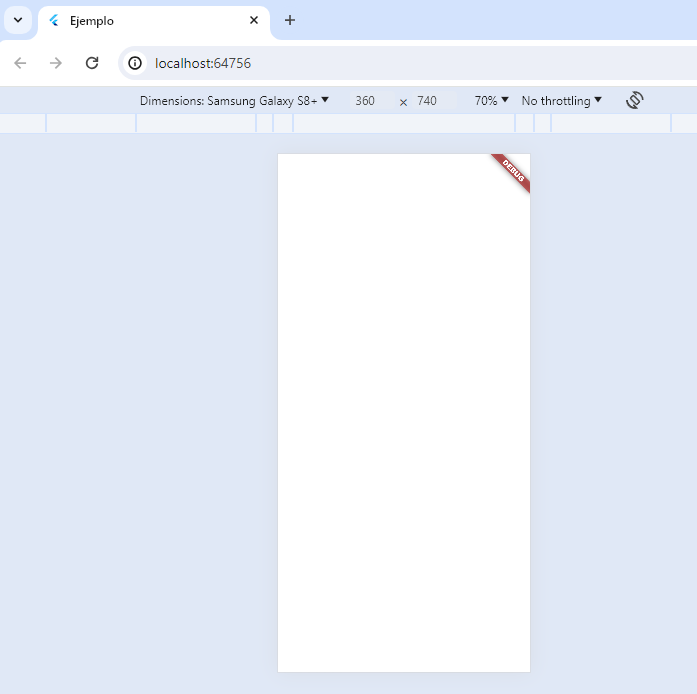 Ejemplo
localhost:64756
Dimensions: Samsung Galaxy S8+ 360 × 740 70% No throttling
DEBUG